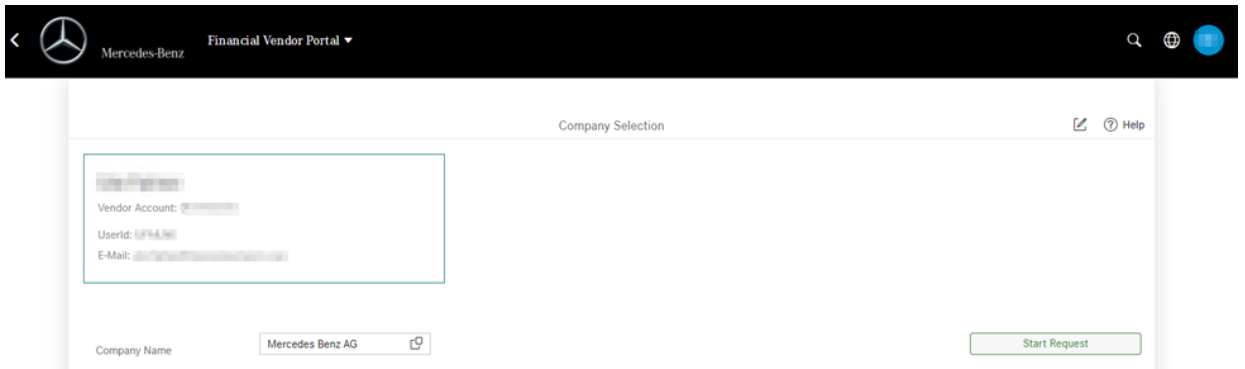 Mercedes-Benz
Financial Vendor Portal
Company Selection
Help
Vendor Account:
UserId:
E-Mail:
Company Name
Mercedes Benz AG
Start Request